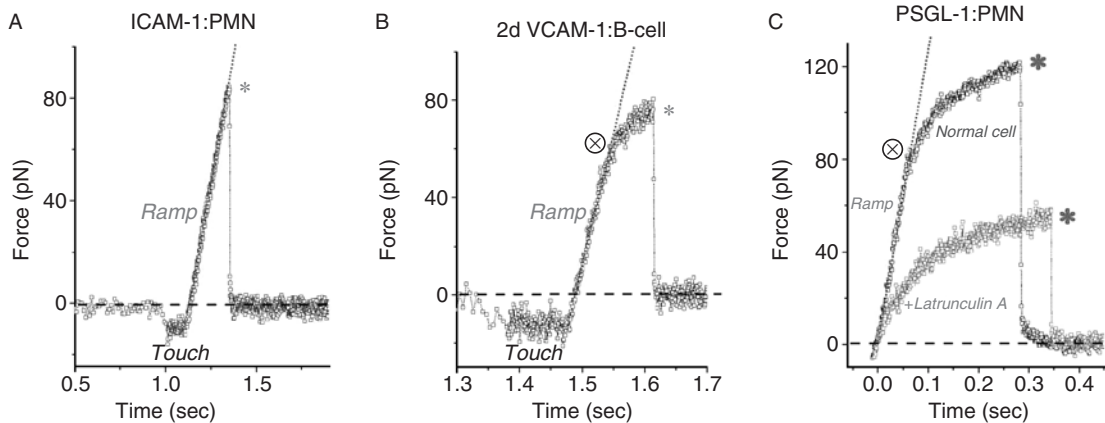 A
ICAM-1:PMN
Force (pN)
80
40
0
Ramp
*
Touch
0.5 1.0 1.5
Time (sec)
B
2d VCAM-1:B-cell
Force (pN)
80
40
0
Ramp
*
Touch
1.3 1.4 1.5 1.6 1.7
Time (sec)
C
PSGL-1:PMN
Force (pN)
120
80
40
0
*
Normal cell
Ramp
*
+Latrunculin A
0.0 0.1 0.2 0.3 0.4
Time (sec)